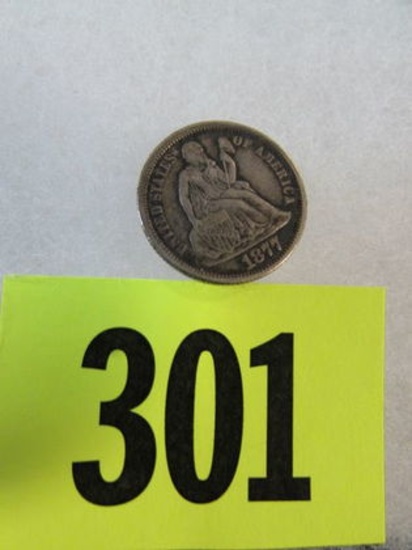 UNITED STATES OF AMERICA
1877
301